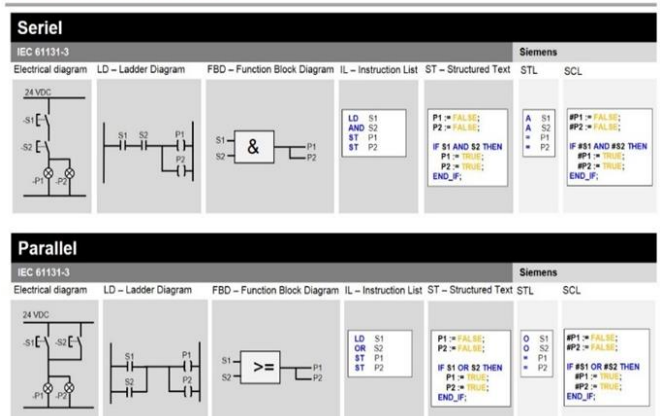 Seriel
IEC 61131-3
Siemens
Electrical diagram LD – Ladder Diagram FBD – Function Block Diagram IL – Instruction List ST – Structured Text STL SCL
24 VDC
-S1
-S2
-P1 -P2
S1 S2 P1
P2
S1
S2
&
P1
P2
LD S1
AND S2
ST P1
ST P2
P1 := FALSE;
P2 := FALSE;
IF S1 AND S2 THEN
P1 := TRUE;
P2 := TRUE;
END_IF;
A S1
A S2
= P1
= P2
#P1 := FALSE;
#P2 := FALSE;
IF #S1 AND #S2 THEN
#P1 := TRUE;
#P2 := TRUE;
END_IF;
Parallel
IEC 61131-3
Siemens
Electrical diagram LD – Ladder Diagram FBD – Function Block Diagram IL – Instruction List ST – Structured Text STL SCL
24 VDC
-S1 -S2
-P1 -P2
S1 P1
S2 P2
S1
S2
>=
P1
P2
LD S1
OR S2
ST P1
ST P2
P1 := FALSE;
P2 := FALSE;
IF S1 OR S2 THEN
P1 := TRUE;
P2 := TRUE;
END_IF;
O S1
O S2
= P1
= P2
#P1 := FALSE;
#P2 := FALSE;
IF #S1 OR #S2 THEN
#P1 := TRUE;
#P2 := TRUE;
END_IF;